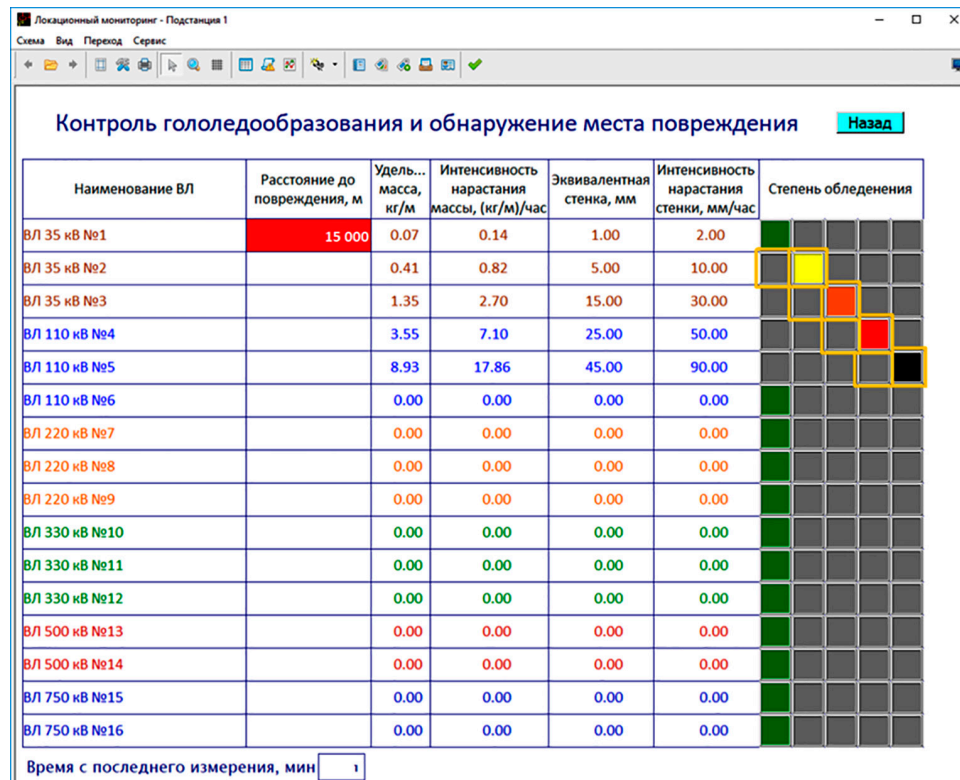 Локационный мониторинг - Подстанция 1
Схема Вид Переход Сервис
Контроль гололедообразования и обнаружение места повреждения
Назад
Наименование ВЛ
Расстояние до
повреждения, м
Удель...
масса,
кг/м
Интенсивность
нарастания
массы, (кг/м)/час
Эквивалентная
стенка, мм
Интенсивность
нарастания
стенки, мм/час
Степень обледенения
ВЛ 35 кВ №1 15 000 0.07 0.14 1.00 2.00
ВЛ 35 кВ №2 0.41 0.82 5.00 10.00
ВЛ 35 кВ №3 1.35 2.70 15.00 30.00
ВЛ 110 кВ №4 3.55 7.10 25.00 50.00
ВЛ 110 кВ №5 8.93 17.86 45.00 90.00
ВЛ 110 кВ №6 0.00 0.00 0.00 0.00
ВЛ 220 кВ №7 0.00 0.00 0.00 0.00
ВЛ 220 кВ №8 0.00 0.00 0.00 0.00
ВЛ 220 кВ №9 0.00 0.00 0.00 0.00
ВЛ 330 кВ №10 0.00 0.00 0.00 0.00
ВЛ 330 кВ №11 0.00 0.00 0.00 0.00
ВЛ 330 кВ №12 0.00 0.00 0.00 0.00
ВЛ 500 кВ №13 0.00 0.00 0.00 0.00
ВЛ 500 кВ №14 0.00 0.00 0.00 0.00
ВЛ 750 кВ №15 0.00 0.00 0.00 0.00
ВЛ 750 кВ №16 0.00 0.00 0.00 0.00
Время с последнего измерения, мин 1